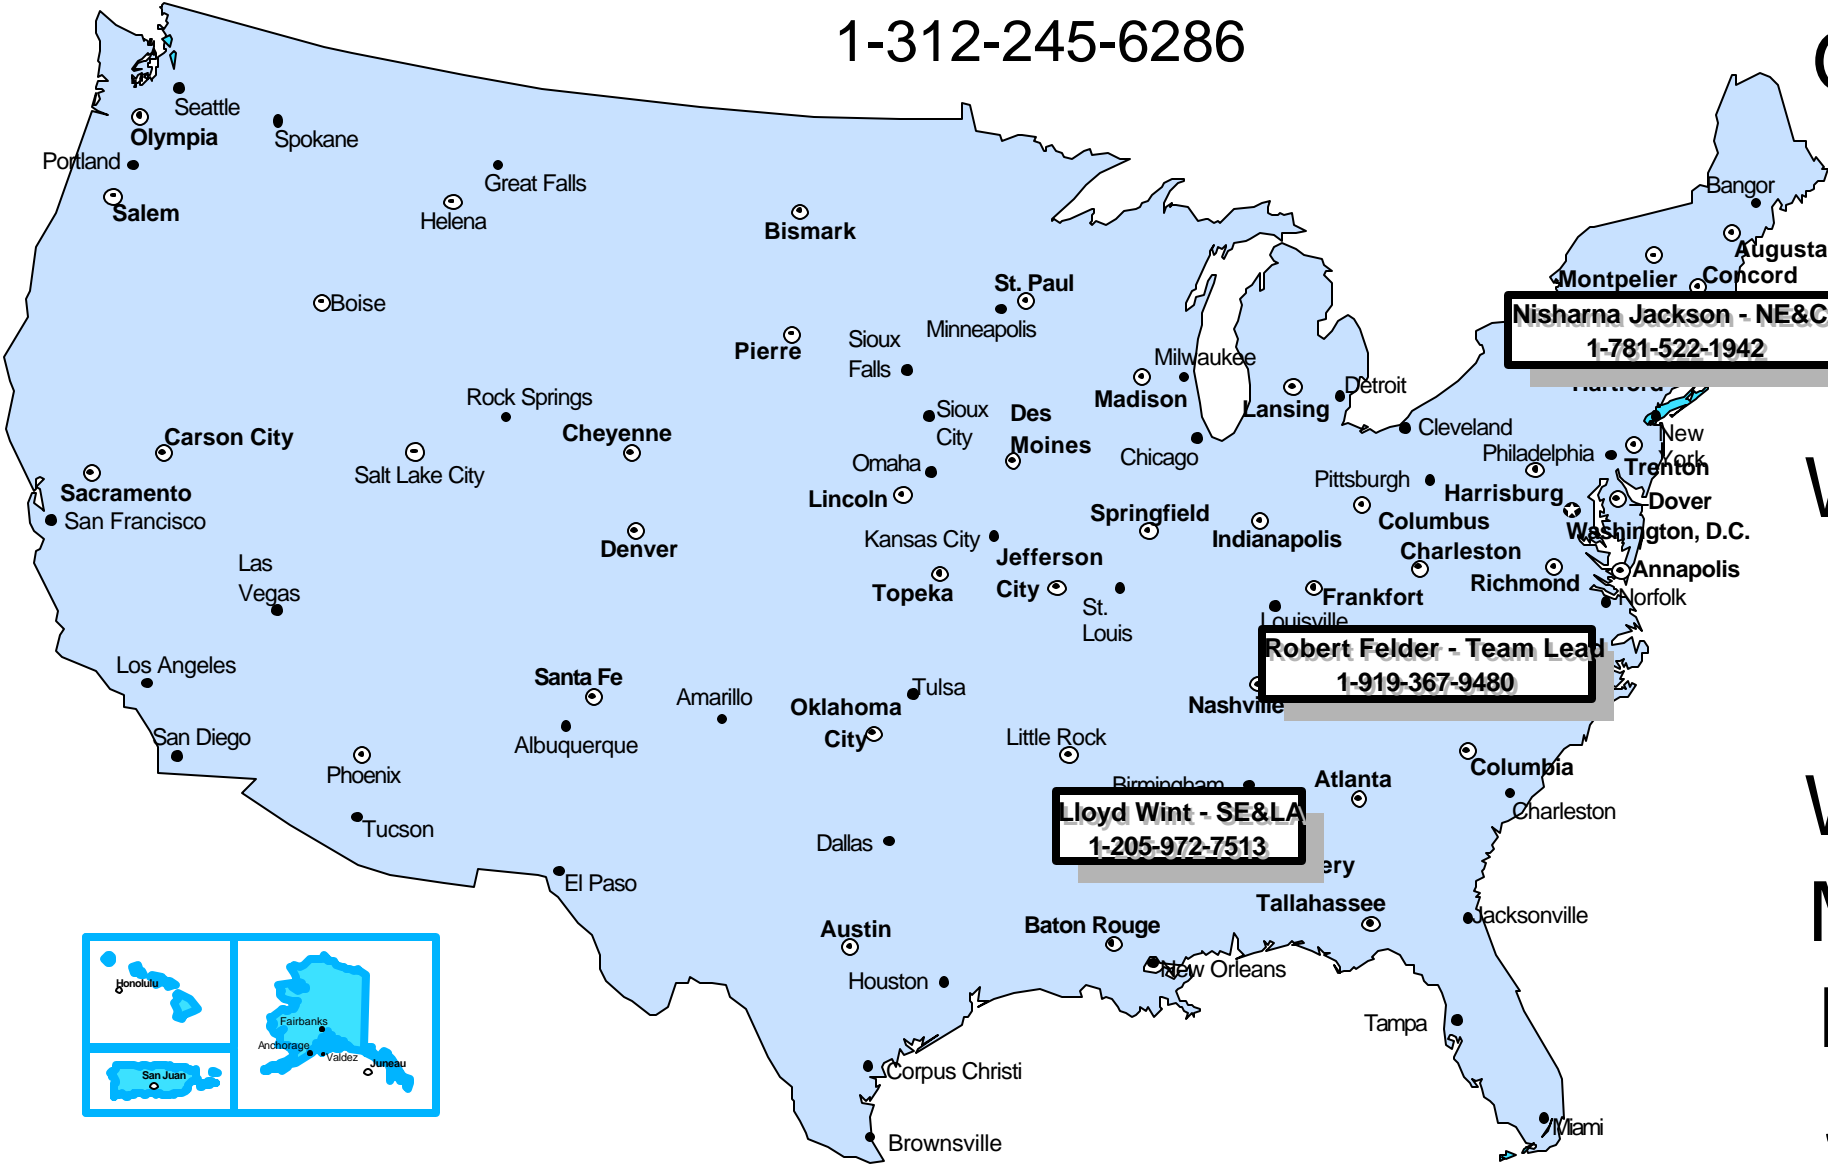 1-312-245-6286
Seattle
Olympia
Spokane
Portland
Great Falls
Salem
Helena
Bismark
Bangor
Augusta
Montpelier
Concord
Boise
St. Paul
Minneapolis
Nisharna Jackson - NE&C
1-781-522-1942
Hartford
Pierre
Sioux
Falls
Milwaukee
Madison
Lansing
Detroit
Rock Springs
Sioux
City
Des
Moines
Carson City
Cheyenne
Cleveland
New
York
Salt Lake City
Omaha
Chicago
Philadelphia
Trenton
Sacramento
San Francisco
Lincoln
Pittsburgh
Harrisburg
Dover
Springfield
Columbus
Washington, D.C.
Denver
Kansas City
Jefferson
City
Indianapolis
Charleston
Las
Vegas
Topeka
St.
Louis
Frankfort
Richmond
Annapolis
Norfolk
Louisville
Robert Felder - Team Lead
1-919-367-9480
Los Angeles
Santa Fe
Amarillo
Tulsa
Oklahoma
City
Nashville
San Diego
Albuquerque
Little Rock
Phoenix
Birmingham
Atlanta
Columbia
Tucson
Dallas
Lloyd Wint - SE&LA
1-205-972-7513
Charleston
ery
El Paso
Tallahassee
Austin
Baton Rouge
Jacksonville
Houston
New Orleans
Honolulu
Fairbanks
Anchorage
Valdez
Juneau
San Juan
Tampa
Corpus Christi
Brownsville
Miami